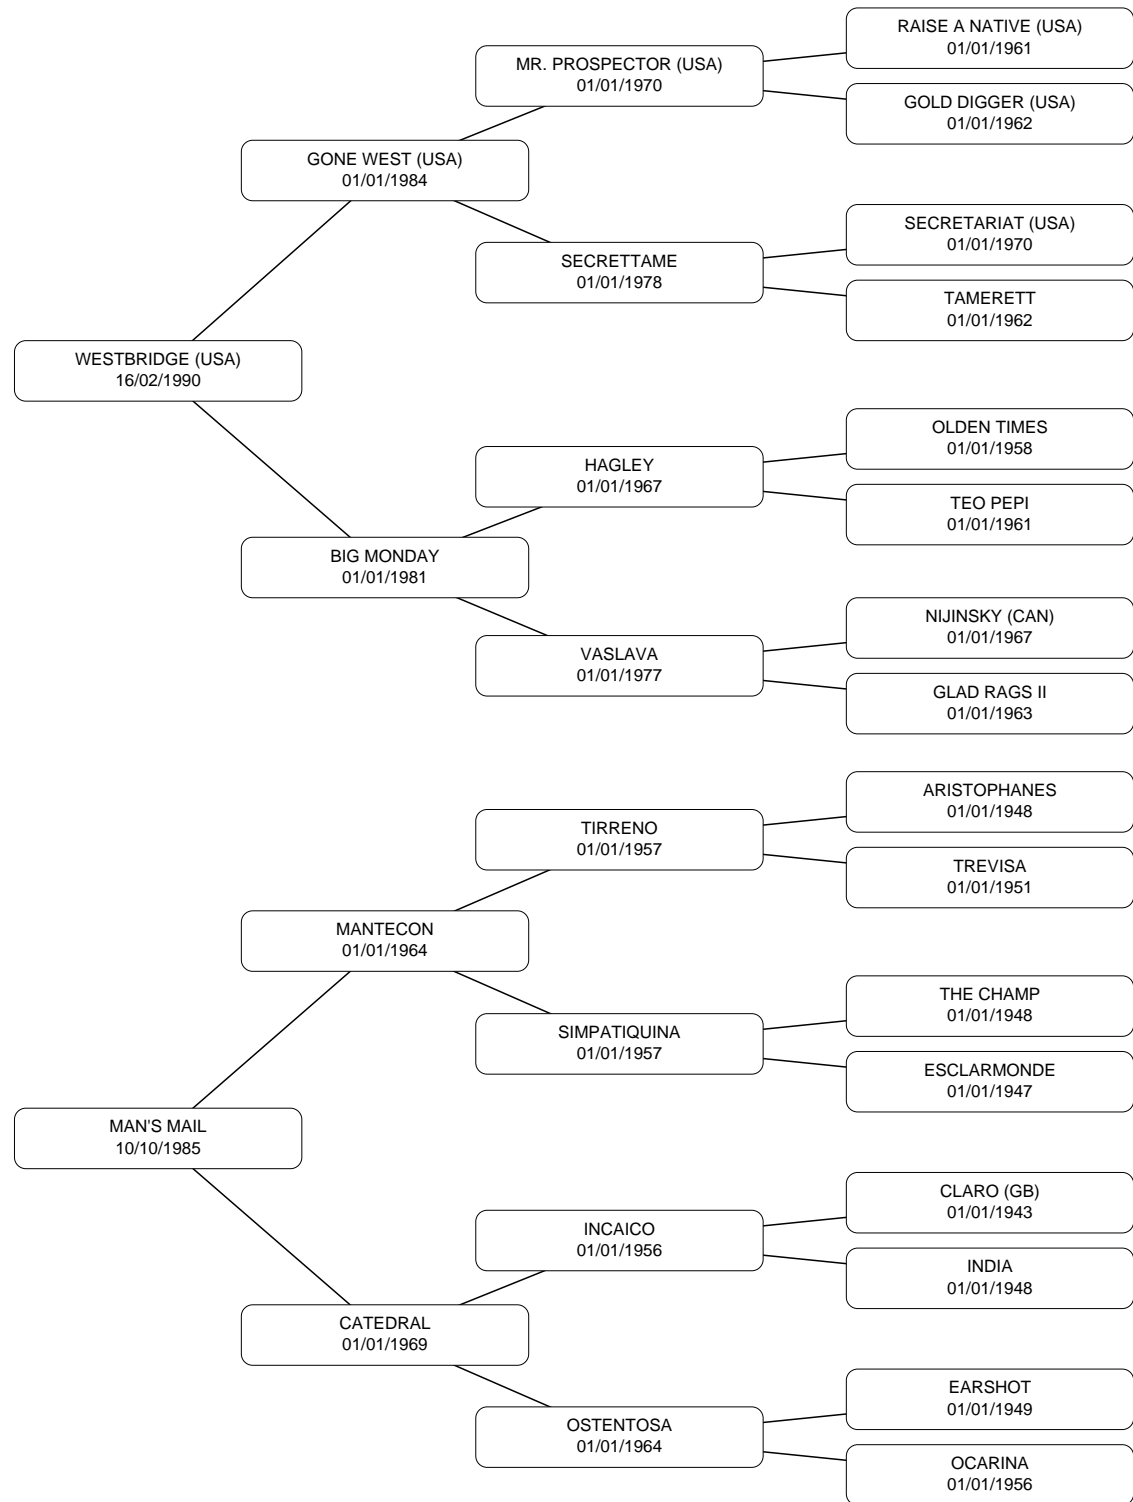 RAISE A NATIVE (USA)
01/01/1961
MR. PROSPECTOR (USA)
01/01/1970
GOLD DIGGER (USA)
01/01/1962
GONE WEST (USA)
01/01/1984
SECRETARIAT (USA)
01/01/1970
SECRETTAME
01/01/1978
TAMERETT
01/01/1962
WESTBRIDGE (USA)
16/02/1990
OLDEN TIMES
01/01/1958
HAGLEY
01/01/1967
TEO PEPI
01/01/1961
BIG MONDAY
01/01/1981
NIJINSKY (CAN)
01/01/1967
VASLAVA
01/01/1977
GLAD RAGS II
01/01/1963
ARISTOPHANES
01/01/1948
TIRRENO
01/01/1957
TREVISA
01/01/1951
MANTECON
01/01/1964
THE CHAMP
01/01/1948
SIMPATIQUINA
01/01/1957
ESCLARMONDE
01/01/1947
MAN'S MAIL
10/10/1985
CLARO (GB)
01/01/1943
INCAICO
01/01/1956
INDIA
01/01/1948
CATEDRAL
01/01/1969
EARSHOT
01/01/1949
OSTENTOSA
01/01/1964
OCARINA
01/01/1956